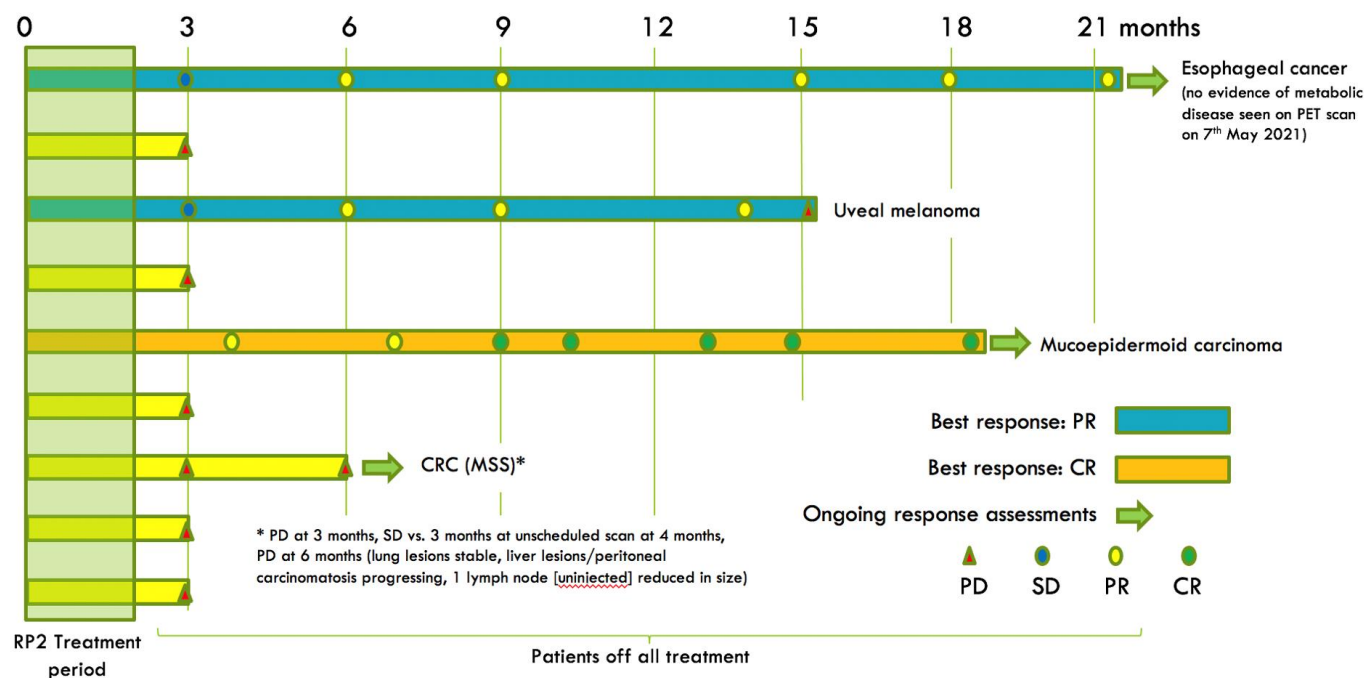 0 3 6 9 12 15 18 21 months
Esophageal cancer
(no evidence of metabolic
disease seen on PET scan
on 7th May 2021)
Uveal melanoma
Mucoepidermoid carcinoma
Best response: PR
CRC (MSS)*
Best response: CR
Ongoing response assessments
* PD at 3 months, SD vs. 3 months at unscheduled scan at 4 months,
PD at 6 months (lung lesions stable, liver lesions/peritoneal
carcinomatosis progressing, 1 lymph node [uninjected] reduced in size)
PD SD PR CR
RP2 Treatment
period
Patients off all treatment